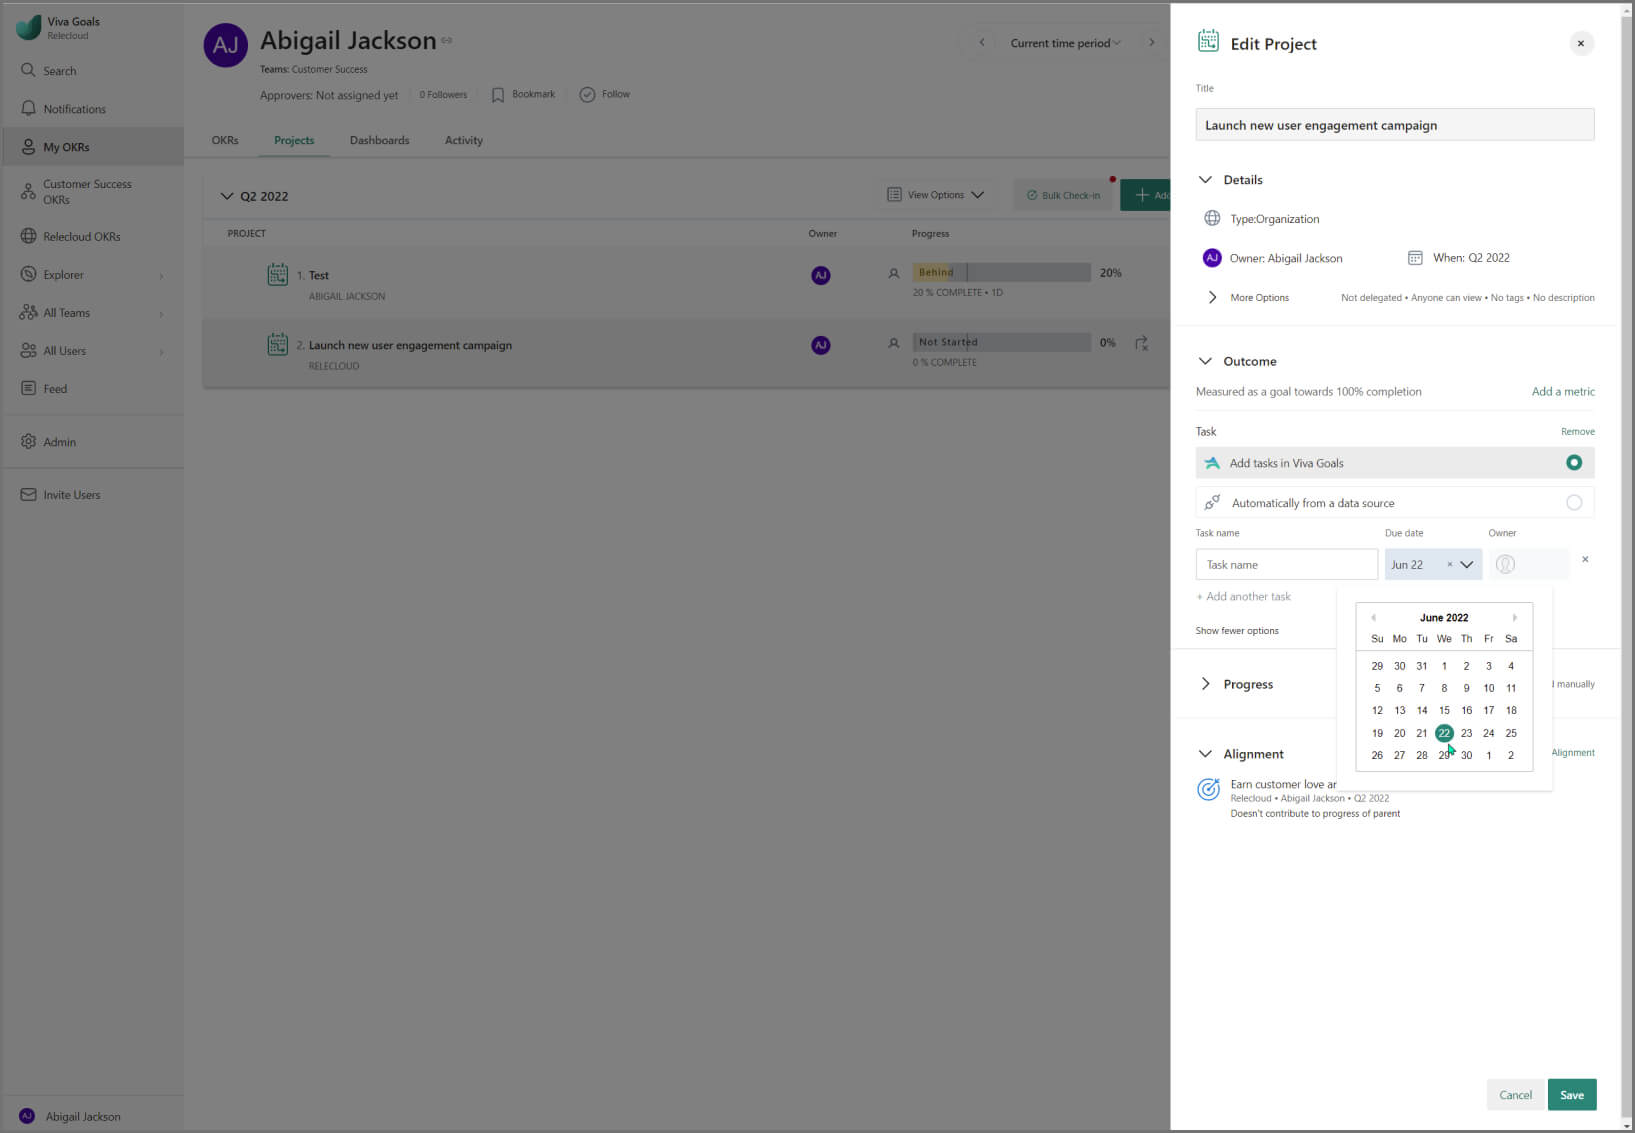 Viva Goals
Relecloud
Search
Notifications
My OKRs
Customer Success
OKRs
Relecloud OKRs
Explorer
All Teams
All Users
Feed
Admin
Invite Users
AJ Abigail Jackson
AJ Abigail Jackson
Teams: Customer Success
Approvers: Not assigned yet 0 Followers Bookmark Follow
Current time period
OKRs Projects Dashboards Activity
Q2 2022 View Options Bulk Check-in Add
PROJECT Owner Progress
1. Test AJ Behind 20%
ABIGAIL JACKSON 20 % COMPLETE • 1D
2. Launch new user engagement campaign AJ Not Started 0%
RELECLOUD 0 % COMPLETE
Edit Project ×
Title
Launch new user engagement campaign
Details
Type:Organization
AJ Owner: Abigail Jackson When: Q2 2022
More Options Not delegated • Anyone can view • No tags • No description
Outcome
Measured as a goal towards 100% completion Add a metric
Task Remove
Add tasks in Viva Goals
Automatically from a data source
Task name Due date Owner
Task name Jun 22 × ×
+ Add another task
Show fewer options
June 2022
Su Mo Tu We Th Fr Sa
29 30 31 1 2 3 4
5 6 7 8 9 10 11
12 13 14 15 16 17 18
19 20 21 22 23 24 25
26 27 28 29 30 1 2
Progress manually
Alignment Alignment
Earn customer love
Relecloud • Abigail Jackson • Q2 2022
Doesn't contribute to progress of parent
Cancel Save